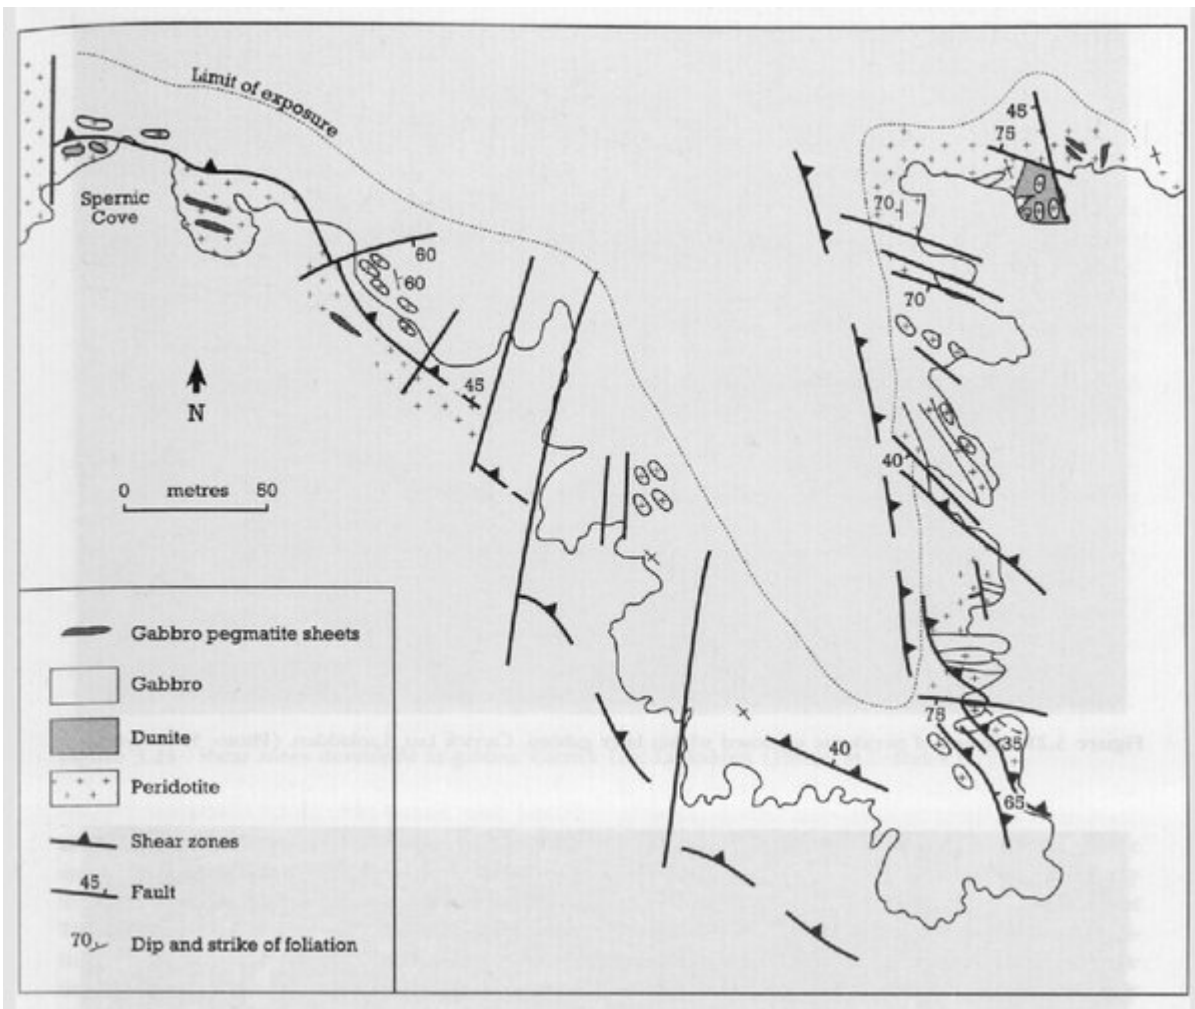 Limit of exposure
Spernic
Cove
N
0 metres 50
60
60
45
45
75
70
70
40
75
35
65
40
Gabbro pegmatite sheets
Gabbro
Dunite
Peridotite
Shear zones
45
Fault
70
Dip and strike of foliation